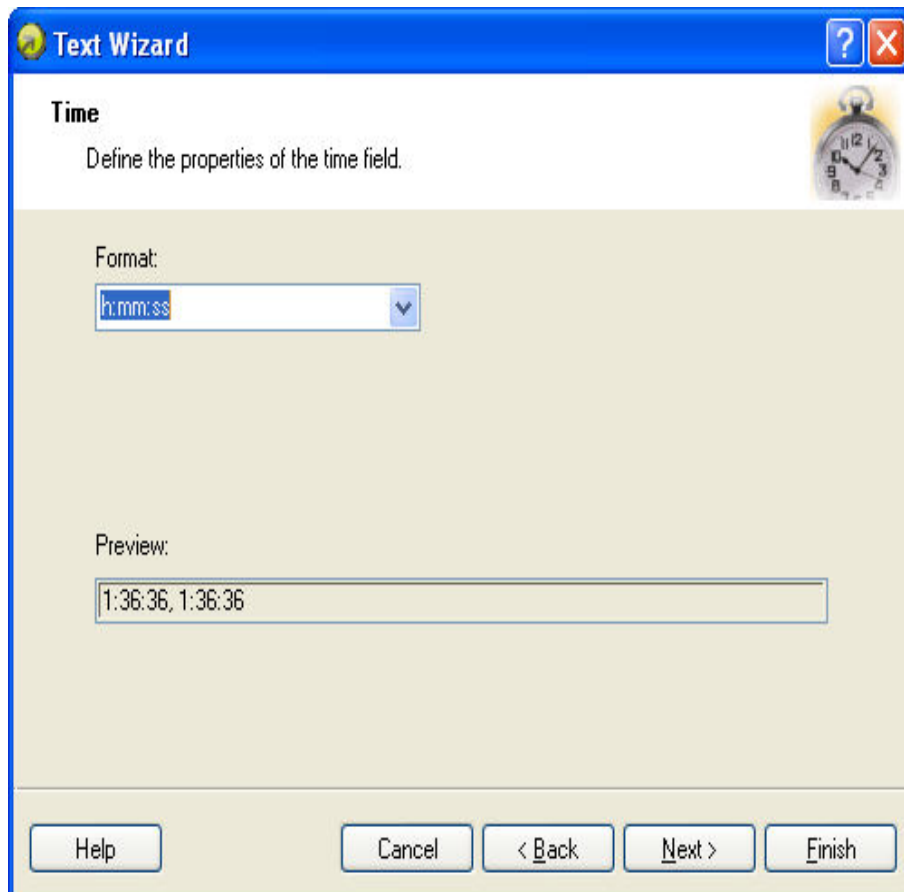 Text Wizard
Time
Define the properties of the time field.
Format:
h:mm:ss
Preview:
1:36:36, 1:36:36
Help Cancel < Back Next > Finish